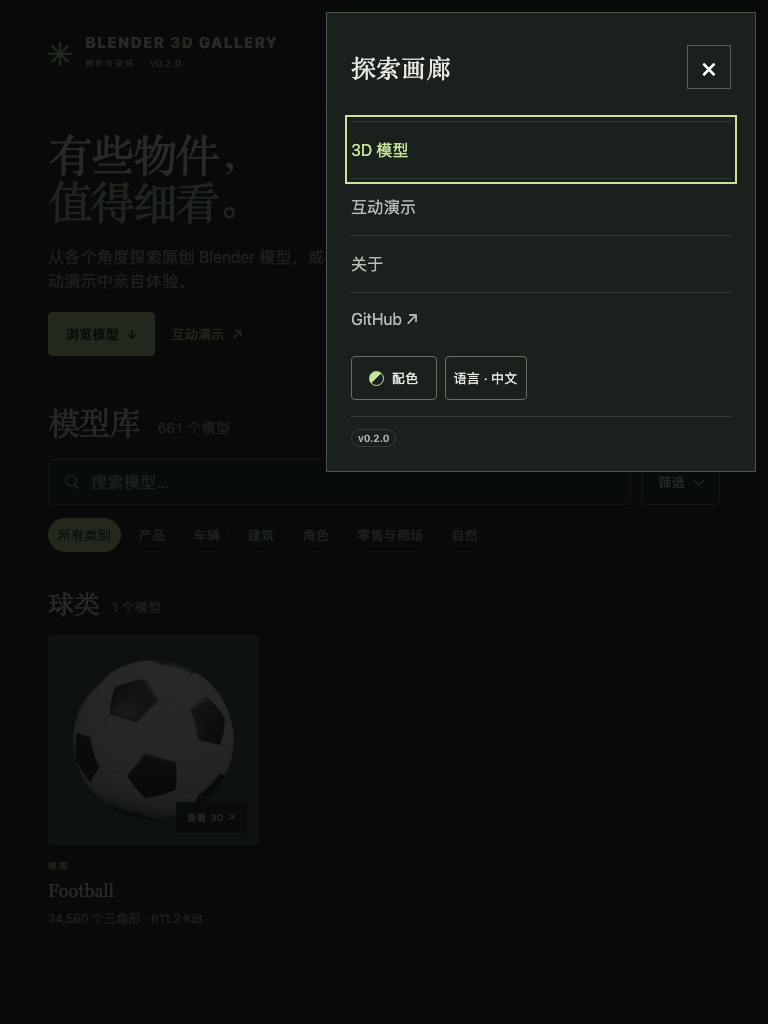 BLENDER 3D GALLERY
物件与空间 v0.2.0
有些物件，
值得细看。
从各个角度探索原创 Blender 模型，或
动演示中亲自体验。
浏览模型 ↓ 互动演示 ↗
模型库 661 个模型
搜索模型...
筛选
所有类别 产品 车辆 建筑 角色 零售与商场 自然
球类 1 个模型
查看 3D ↗
球类
Football
34,560 个三角形 · 611.2 KiB
探索画廊
×
3D 模型
互动演示
关于
GitHub ↗
配色 语言 · 中文
v0.2.0